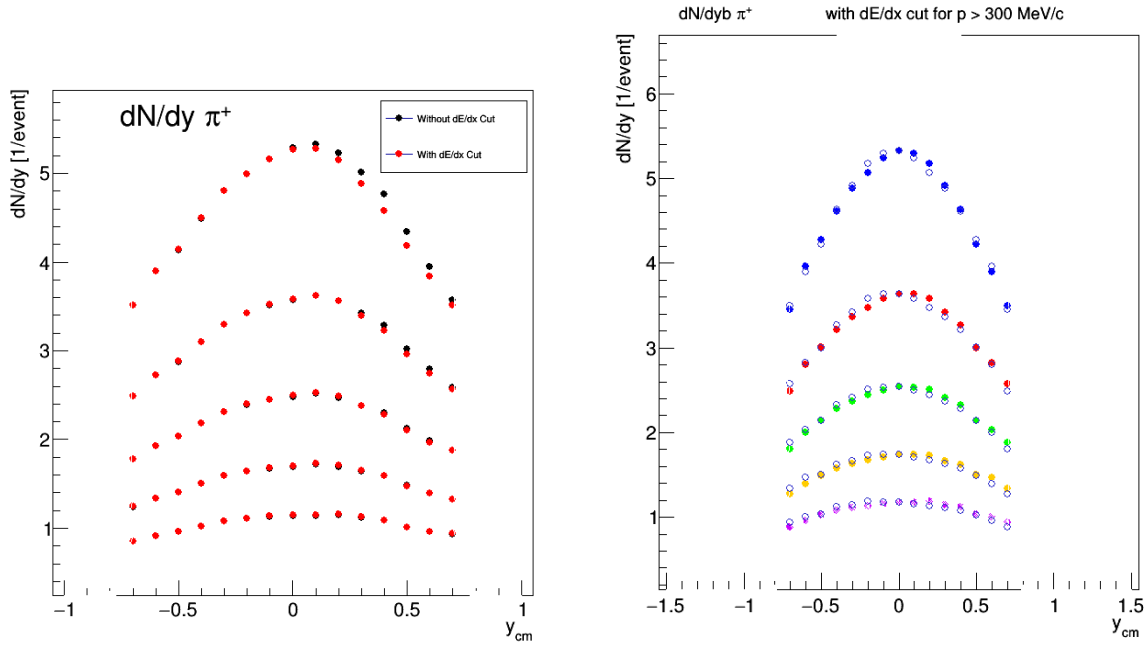 dN/dy π⁺
Without dE/dx Cut
With dE/dx Cut
dN/dy [1/event]
5
4
3
2
1
−1
−0.5
0
0.5
1
y_cm
dN/dyb π⁺ with dE/dx cut for p > 300 MeV/c
dN/dy [1/event]
6
5
4
3
2
1
−1.5
−1
−0.5
0
0.5
1
1.5
y_cm